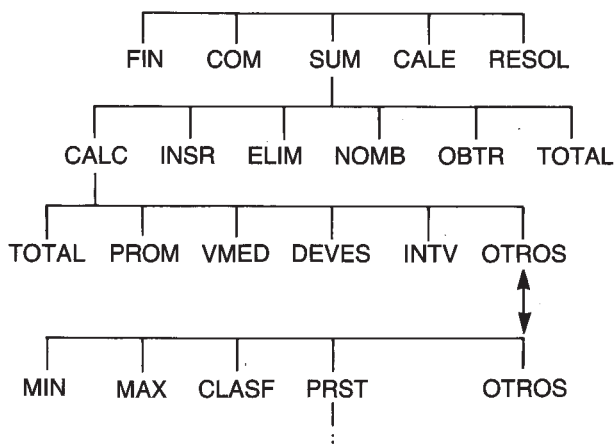 FIN COM SUM CALE RESOL
CALC INSR ELIM NOMB OBTR TOTAL
TOTAL PROM VMED DEVES INTV OTROS
MIN MAX CLASF PRST OTROS